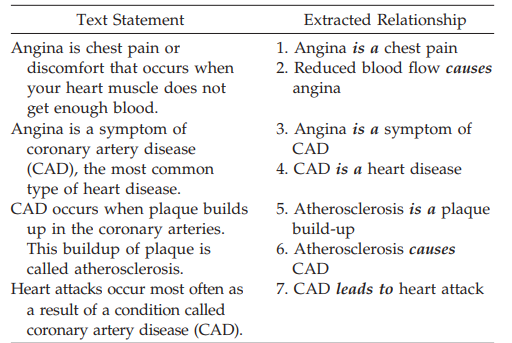 Text Statement
Extracted Relationship
Angina is chest pain or
discomfort that occurs when
your heart muscle does not
get enough blood.
1. Angina is a chest pain
2. Reduced blood flow causes
angina
Angina is a symptom of
coronary artery disease
(CAD), the most common
type of heart disease.
3. Angina is a symptom of
CAD
4. CAD is a heart disease
CAD occurs when plaque builds
up in the coronary arteries.
This buildup of plaque is
called atherosclerosis.
5. Atherosclerosis is a plaque
build-up
6. Atherosclerosis causes
CAD
Heart attacks occur most often as
a result of a condition called
coronary artery disease (CAD).
7. CAD leads to heart attack